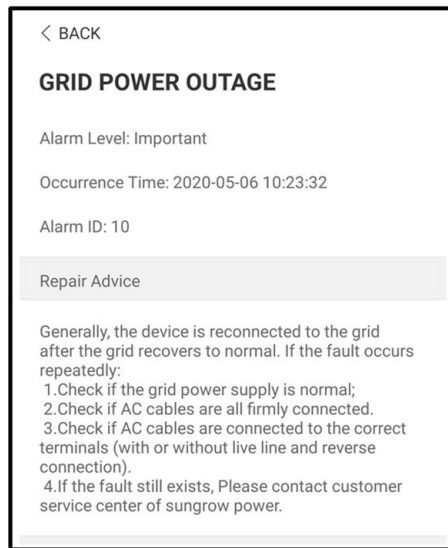 < BACK
GRID POWER OUTAGE
Alarm Level: Important
Occurrence Time: 2020-05-06 10:23:32
Alarm ID: 10
Repair Advice
Generally, the device is reconnected to the grid
after the grid recovers to normal. If the fault occurs
repeatedly:
1.Check if the grid power supply is normal;
2.Check if AC cables are all firmly connected.
3.Check if AC cables are connected to the correct
terminals (with or without live line and reverse
connection).
4.If the fault still exists, Please contact customer
service center of sungrow power.